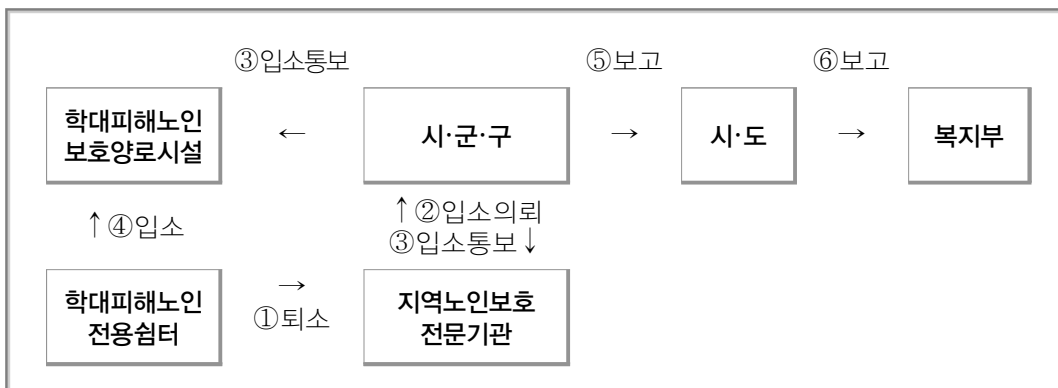 ③입소통보 ⑤보고 ⑥보고
학대피해노인
보호양로시설
←
시·군·구
→
시·도
→
복지부
↑④입소
↑②입소의뢰
③입소통보↓
학대피해노인
전용쉼터
→
①퇴소
지역노인보호
전문기관